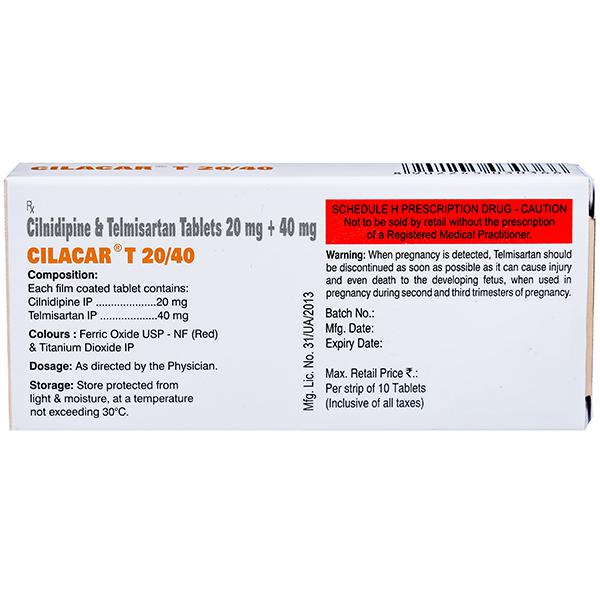 CILACAR® T 20/40
Rx
Cilnidipine & Telmisartan Tablets 20 mg + 40 mg
CILACAR® T 20/40
Composition:
Each film coated tablet contains:
Cilnidipine IP ..................20 mg
Telmisartan IP ..................40 mg
Colours : Ferric Oxide USP - NF (Red)
& Titanium Dioxide IP
Dosage: As directed by the Physician.
Storage: Store protected from
light & moisture, at a temperature
not exceeding 30°C.
Mfg. Lic. No. 31/UA/2013
SCHEDULE H PRESCRIPTION DRUG - CAUTION
Not to be sold by retail without the prescription
of a Registered Medical Practitioner.
Warning: When pregnancy is detected, Telmisartan should
be discontinued as soon as possible as it can cause injury
and even death to the developing fetus, when used in
pregnancy during second and third trimesters of pregnancy.
Batch No.:
Mfg. Date:
Expiry Date:
Max. Retail Price ₹.:
Per strip of 10 Tablets
(Inclusive of all taxes)